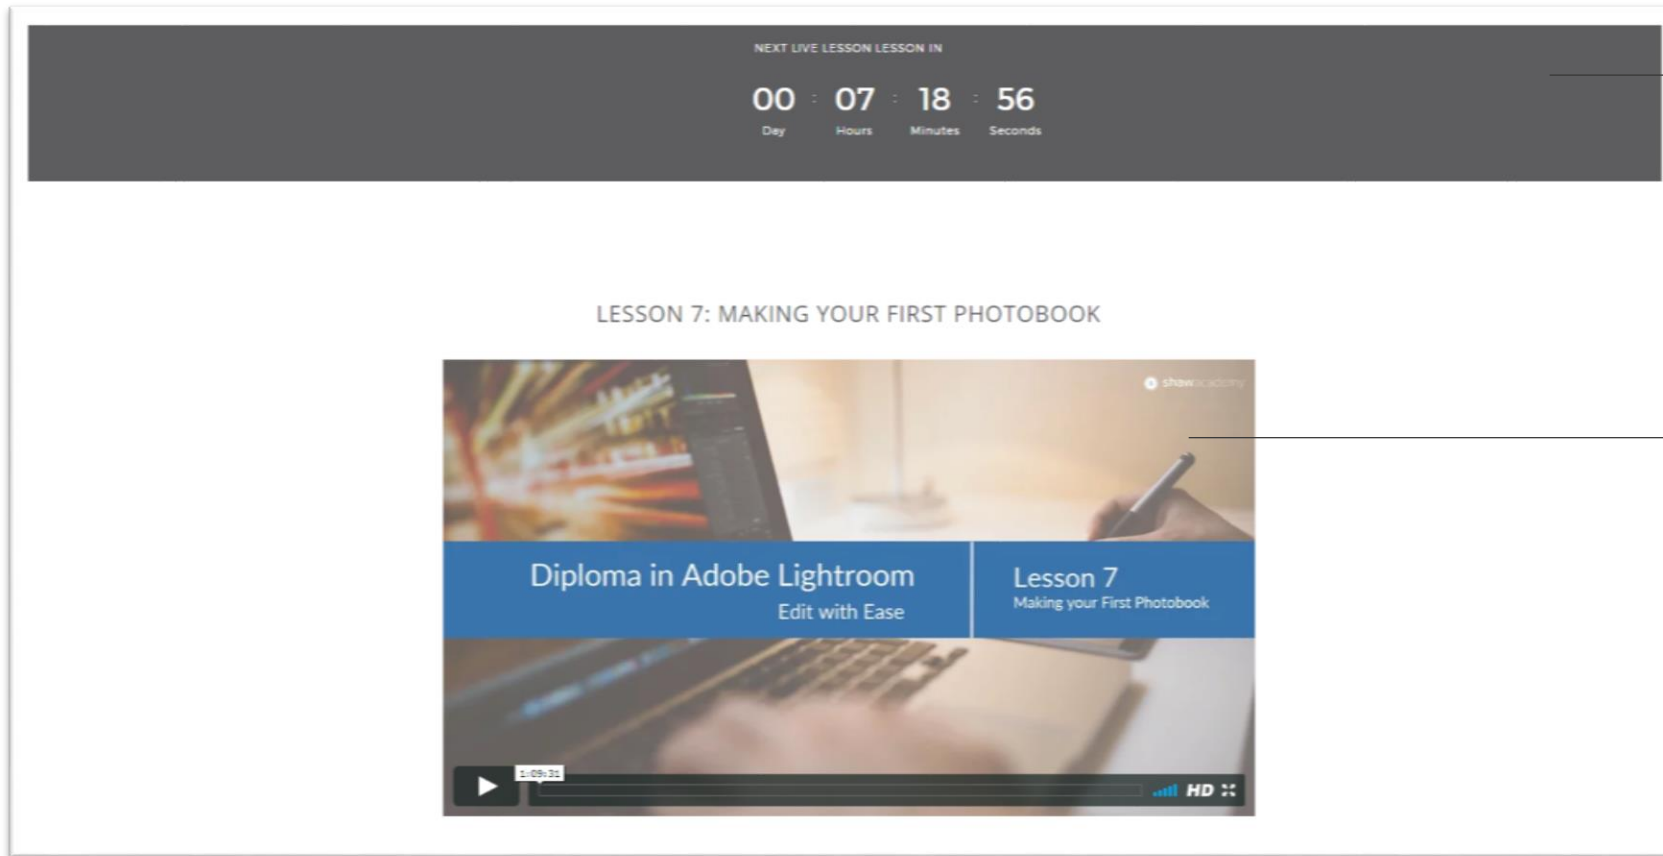 NEXT LIVE LESSON LESSON IN
00 : 07 : 18 : 56
Day Hours Minutes Seconds
LESSON 7: MAKING YOUR FIRST PHOTOBOOK
shawacademy
Diploma in Adobe Lightroom
Edit with Ease
Lesson 7
Making your First Photobook
1:09:31
HD